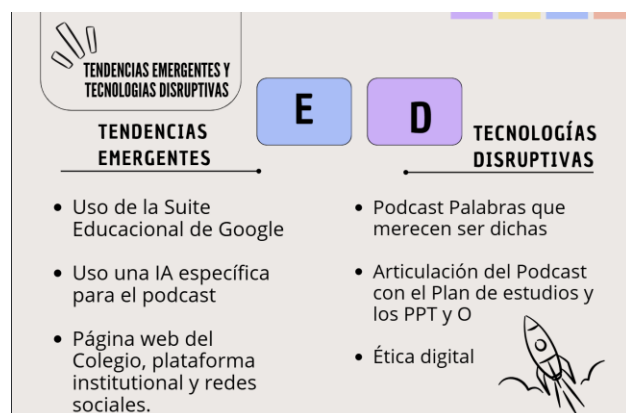 TENDENCIAS EMERGENTES Y
TECNOLOGIAS DISRUPTIVAS
E
D
TENDENCIAS
EMERGENTES
TECNOLOGÍAS
DISRUPTIVAS
• Uso de la Suite
Educacional de Google
• Uso una IA específica
para el podcast
• Página web del
Colegio, plataforma
institutional y redes
sociales.
• Podcast Palabras que
merecen ser dichas
• Articulación del Podcast
con el Plan de estudios y
los PPT y O
• Ética digital